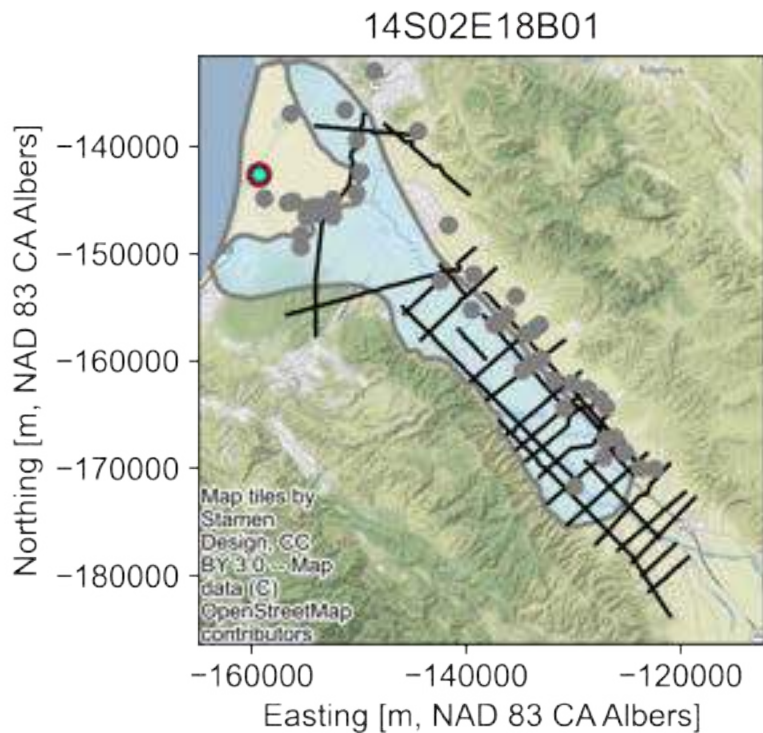 14S02E18B01
Northing [m, NAD 83 CA Albers]
−140000
−150000
−160000
−170000
−180000
Map tiles by
Stamen
Design, CC
BY 3.0 -- Map
data (C)
OpenStreetMap
contributors
−160000
−140000
−120000
Easting [m, NAD 83 CA Albers]